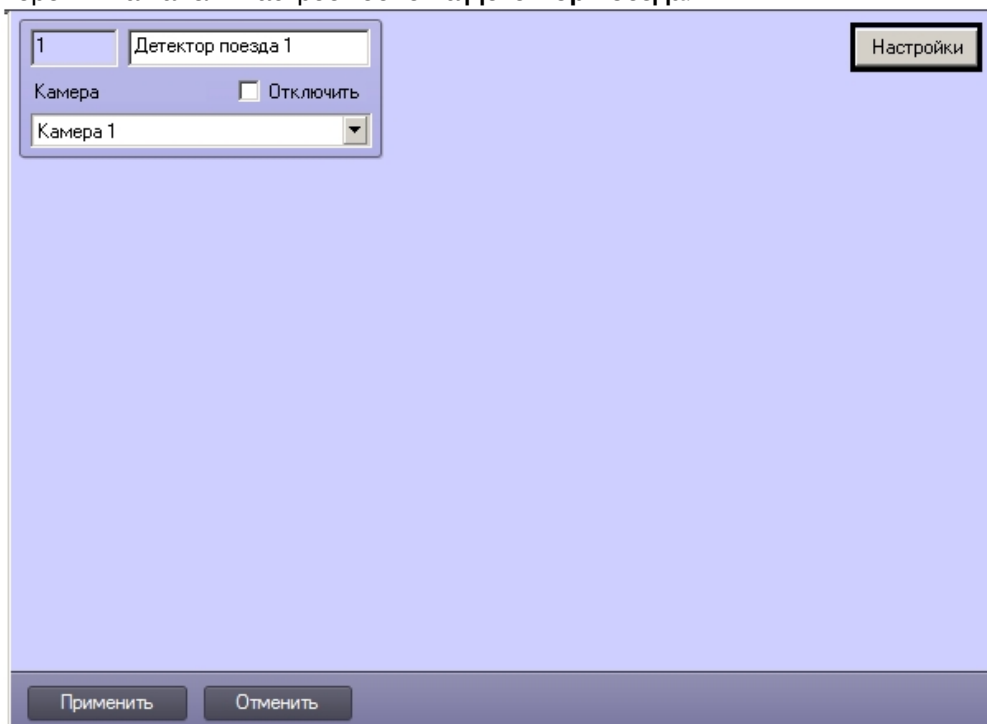 1 Детектор поезда 1 Настройки
Камера Отключить
Камера 1
Применить Отменить